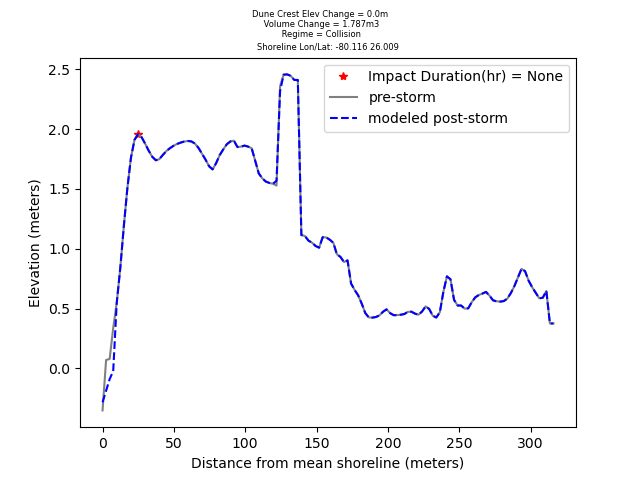 Dune Crest Elev Change = 0.0m
Volume Change = 1.787m3
Regime = Collision
Shoreline Lon/Lat: -80.116 26.009
Impact Duration(hr) = None
pre-storm
modeled post-storm
Elevation (meters)
2.5
2.0
1.5
1.0
0.5
0.0
0 50 100 150 200 250 300
Distance from mean shoreline (meters)